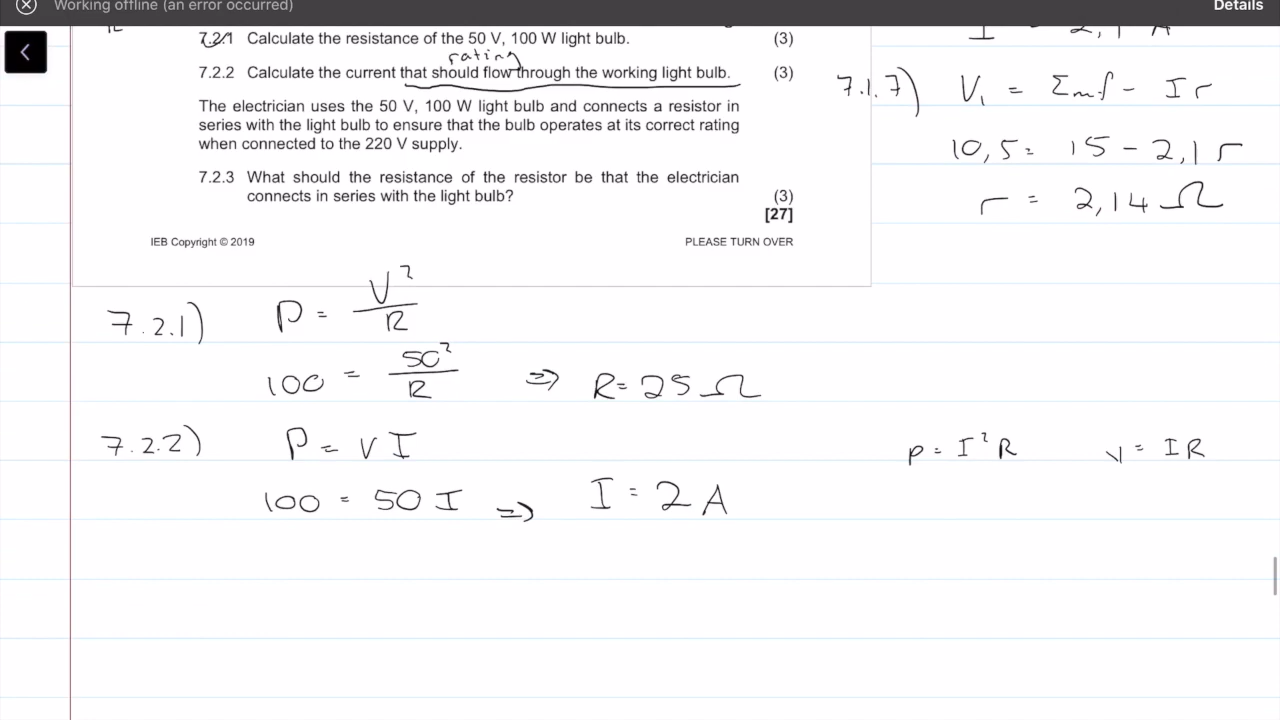 Working offline (an error occurred)
Details
7.2.1 Calculate the resistance of the 50 V, 100 W light bulb. (3)
rating
7.2.2 Calculate the current that should flow through the working light bulb. (3)
The electrician uses the 50 V, 100 W light bulb and connects a resistor in
series with the light bulb to ensure that the bulb operates at its correct rating
when connected to the 220 V supply.
7.2.3 What should the resistance of the resistor be that the electrician
connects in series with the light bulb? (3)
[27]
IEB Copyright © 2019
PLEASE TURN OVER
I = 2,1 A
7.1.7) V₁ = Emf - Ir
10,5 = 15 - 2,1 r
r = 2,14 Ω
7.2.1) P = V²/R
100 = 50²/R ⇒ R = 25 Ω
7.2.2) P = VI
100 = 50 I ⇒ I = 2 A
P = I²R V = IR